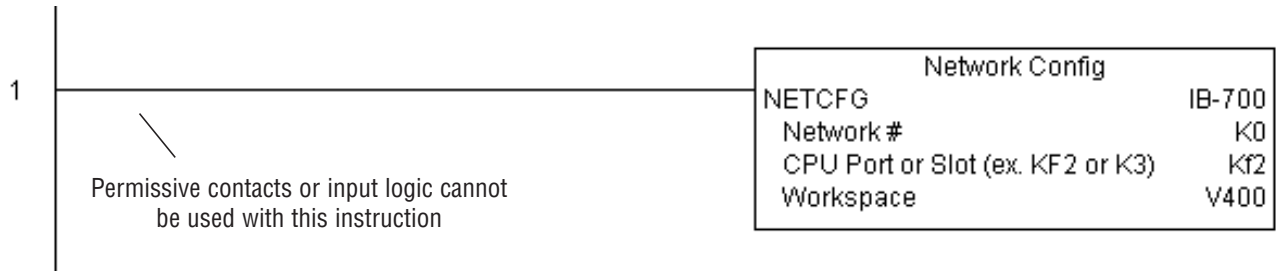 1
Network Config
NETCFG IB-700
Network # K0
CPU Port or Slot (ex. KF2 or K3) Kf2
Workspace V400
Permissive contacts or input logic cannot
be used with this instruction